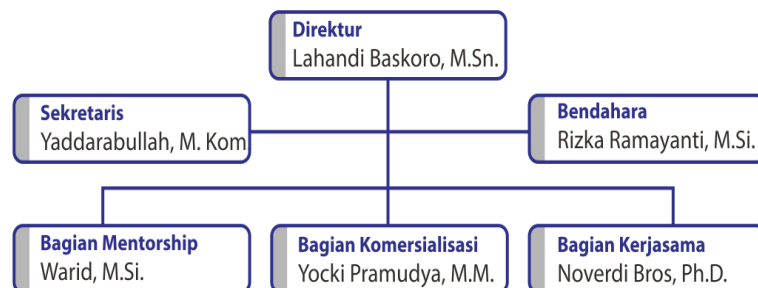 Direktur
Lahandi Baskoro, M.Sn.
Sekretaris
Yaddarabullah, M. Kom
Bendahara
Rizka Ramayanti, M.Si.
Bagian Mentorship
Warid, M.Si.
Bagian Komersialisasi
Yocki Pramudya, M.M.
Bagian Kerjasama
Noverdi Bros, Ph.D.